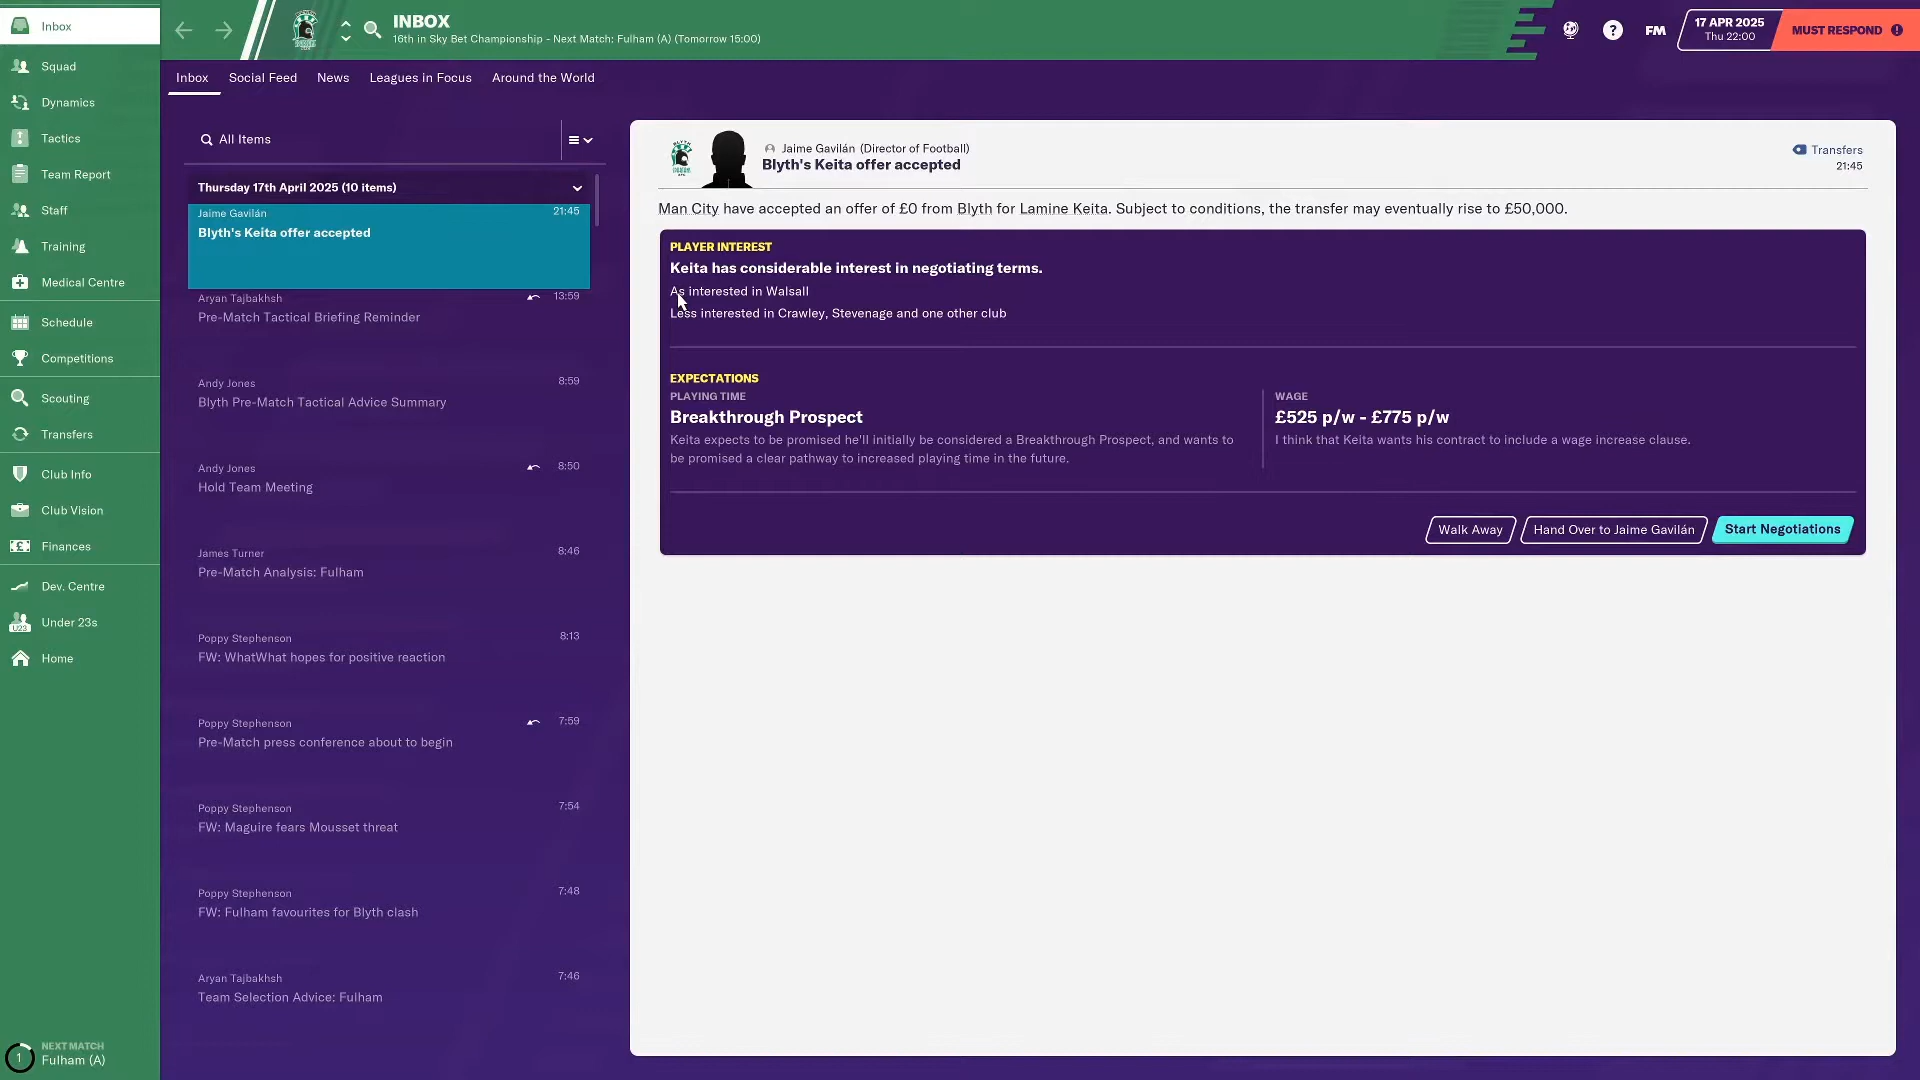 Inbox
Squad
Dynamics
Tactics
Team Report
Staff
Training
Medical Centre
Schedule
Competitions
Scouting
Transfers
Club Info
Club Vision
Finances
Dev. Centre
U23
Under 23s
Home
1
NEXT MATCH
Fulham (A)
INBOX
16th in Sky Bet Championship - Next Match: Fulham (A) (Tomorrow 15:00)
?
FM
17 APR 2025
Thu 22:00
MUST RESPOND
Inbox Social Feed News Leagues in Focus Around the World
All Items
Thursday 17th April 2025 (10 items)
Jaime Gavilán 21:45
Blyth's Keita offer accepted
Aryan Tajbakhsh 13:59
Pre-Match Tactical Briefing Reminder
Andy Jones 8:59
Blyth Pre-Match Tactical Advice Summary
Andy Jones 8:50
Hold Team Meeting
James Turner 8:46
Pre-Match Analysis: Fulham
Poppy Stephenson 8:13
FW: WhatWhat hopes for positive reaction
Poppy Stephenson 7:59
Pre-Match press conference about to begin
Poppy Stephenson 7:54
FW: Maguire fears Mousset threat
Poppy Stephenson 7:48
FW: Fulham favourites for Blyth clash
Aryan Tajbakhsh 7:46
Team Selection Advice: Fulham
Jaime Gavilán (Director of Football)
Blyth's Keita offer accepted
Transfers
21:45
Man City have accepted an offer of £0 from Blyth for Lamine Keita. Subject to conditions, the transfer may eventually rise to £50,000.
PLAYER INTEREST
Keita has considerable interest in negotiating terms.
As interested in Walsall
Less interested in Crawley, Stevenage and one other club
EXPECTATIONS
PLAYING TIME
Breakthrough Prospect
Keita expects to be promised he'll initially be considered a Breakthrough Prospect, and wants to
be promised a clear pathway to increased playing time in the future.
WAGE
£525 p/w - £775 p/w
I think that Keita wants his contract to include a wage increase clause.
Walk Away
Hand Over to Jaime Gavilán
Start Negotiations